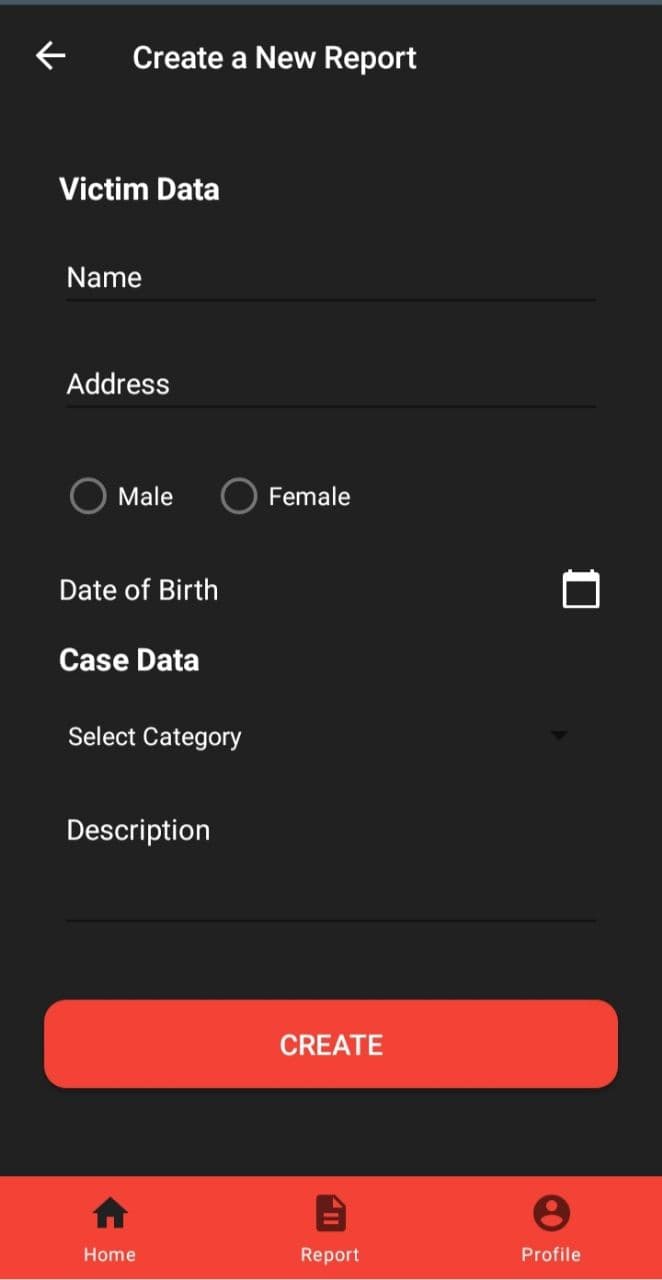 Create a New Report
Victim Data
Name
Address
Male Female
Date of Birth
Case Data
Select Category
Description
CREATE
Home Report Profile